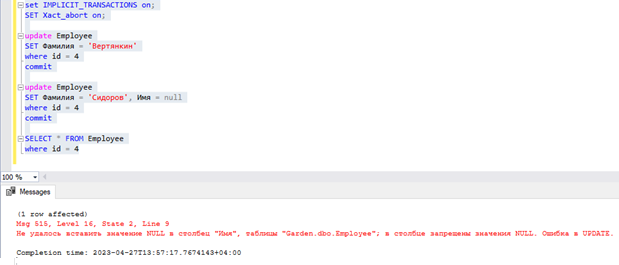 set IMPLICIT_TRANSACTIONS on;
SET Xact_abort on;
update Employee
SET Фамилия = 'Вертянкин'
where id = 4
commit
update Employee
SET Фамилия = 'Сидоров', Имя = null
where id = 4
commit
SELECT * FROM Employee
where id = 4
100 %
Messages
(1 row affected)
Msg 515, Level 16, State 2, Line 9
Не удалось вставить значение NULL в столбец "Имя", таблицы "Garden.dbo.Employee"; в столбце запрещены значения NULL. Ошибка в UPDATE.
Completion time: 2023-04-27T13:57:17.7674143+04:00